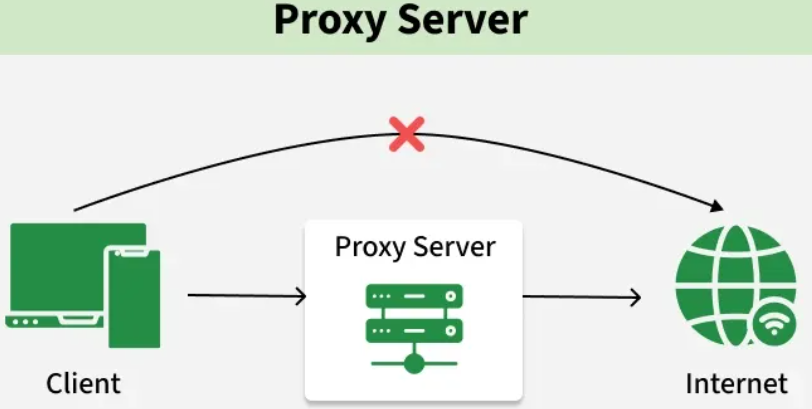 Proxy Server
Proxy Server
Client
Internet